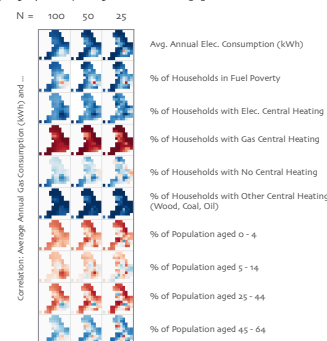 N = 100 50 25
Correlation: Average Annual Gas Consumption (kWh) and ...
Avg. Annual Elec. Consumption (kWh)
% of Households in Fuel Poverty
% of Households with Elec. Central Heating
% of Households with Gas Central Heating
% of Households with No Central Heating
% of Households with Other Central Heating
(Wood, Coal, Oil)
% of Population aged 0 - 4
% of Population aged 5 - 14
% of Population aged 25 - 44
% of Population aged 45 - 64